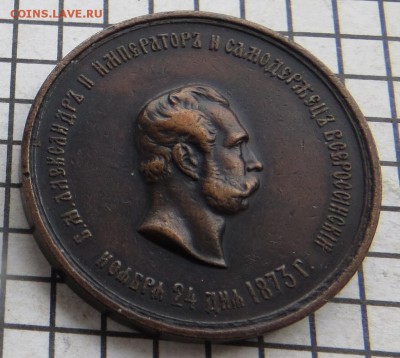 COINS.LAVE.RU
Б.М. АЛЕКСАНДРЪ II ИМПЕРАТОРЪ И САМОДЕРЖЕЦЪ ВСЕРОССІЙСКІЙ
НОЯБРЯ 24 ДНЯ 1873 Г.